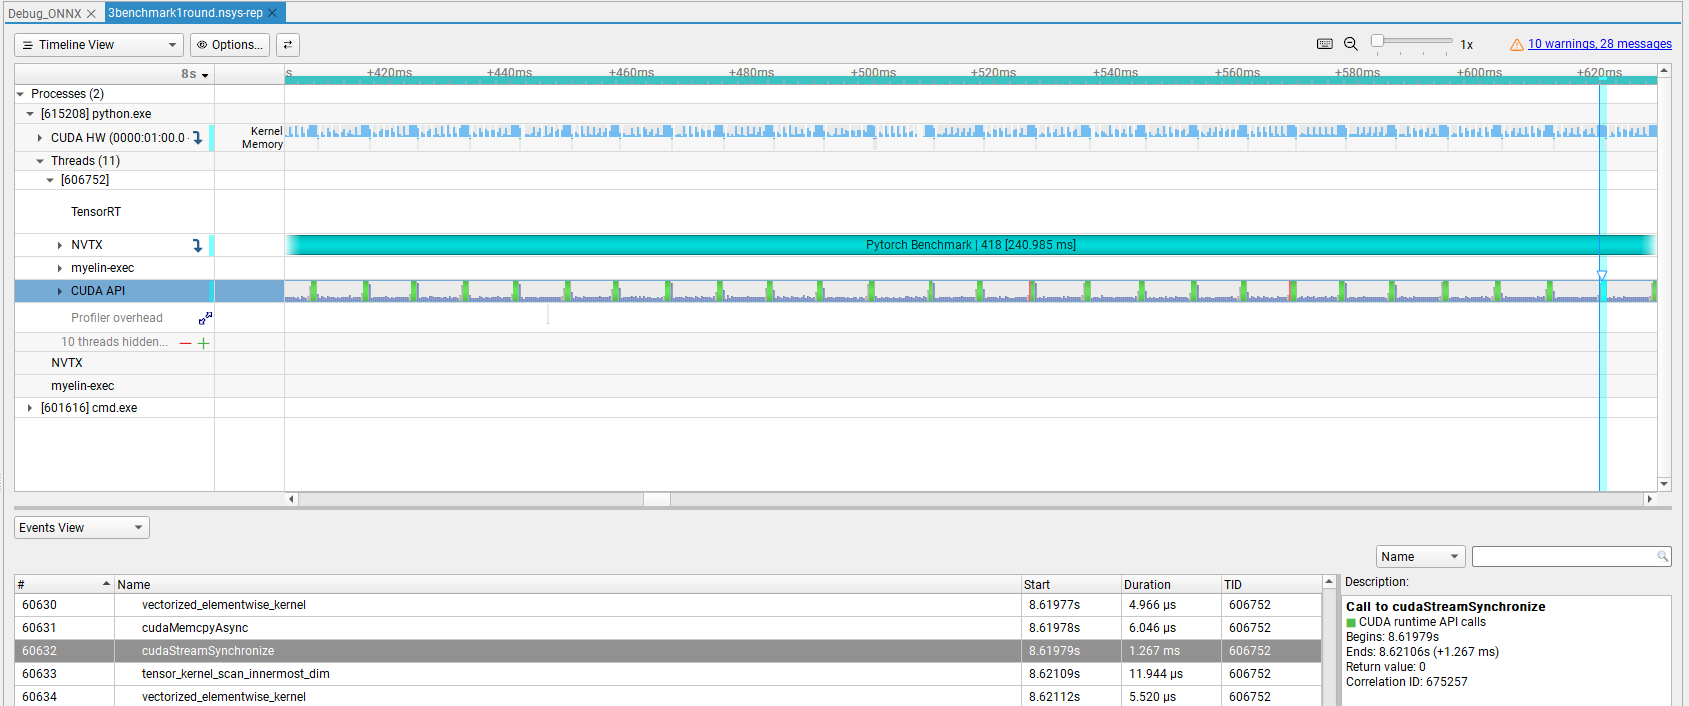 Debug_ONNX
3benchmark1round.nsys-rep
Timeline View
Options...
1x
10 warnings, 28 messages
8s
s +420ms +440ms +460ms +480ms +500ms +520ms +540ms +560ms +580ms +600ms +620ms
Processes (2)
[615208] python.exe
CUDA HW (0000:01:00.0 -
Kernel
Memory
Threads (11)
[606752]
TensorRT
NVTX
Pytorch Benchmark | 418 [240.985 ms]
myelin-exec
CUDA API
Profiler overhead
10 threads hidden...
NVTX
myelin-exec
[601616] cmd.exe
Events View
Name
# Name Start Duration TID
60630 vectorized_elementwise_kernel 8.61977s 4.966 μs 606752
60631 cudaMemcpyAsync 8.61978s 6.046 μs 606752
60632 cudaStreamSynchronize 8.61979s 1.267 ms 606752
60633 tensor_kernel_scan_innermost_dim 8.62109s 11.944 μs 606752
60634 vectorized_elementwise_kernel 8.62112s 5.520 μs 606752
Description:
Call to cudaStreamSynchronize
CUDA runtime API calls
Begins: 8.61979s
Ends: 8.62106s (+1.267 ms)
Return value: 0
Correlation ID: 675257